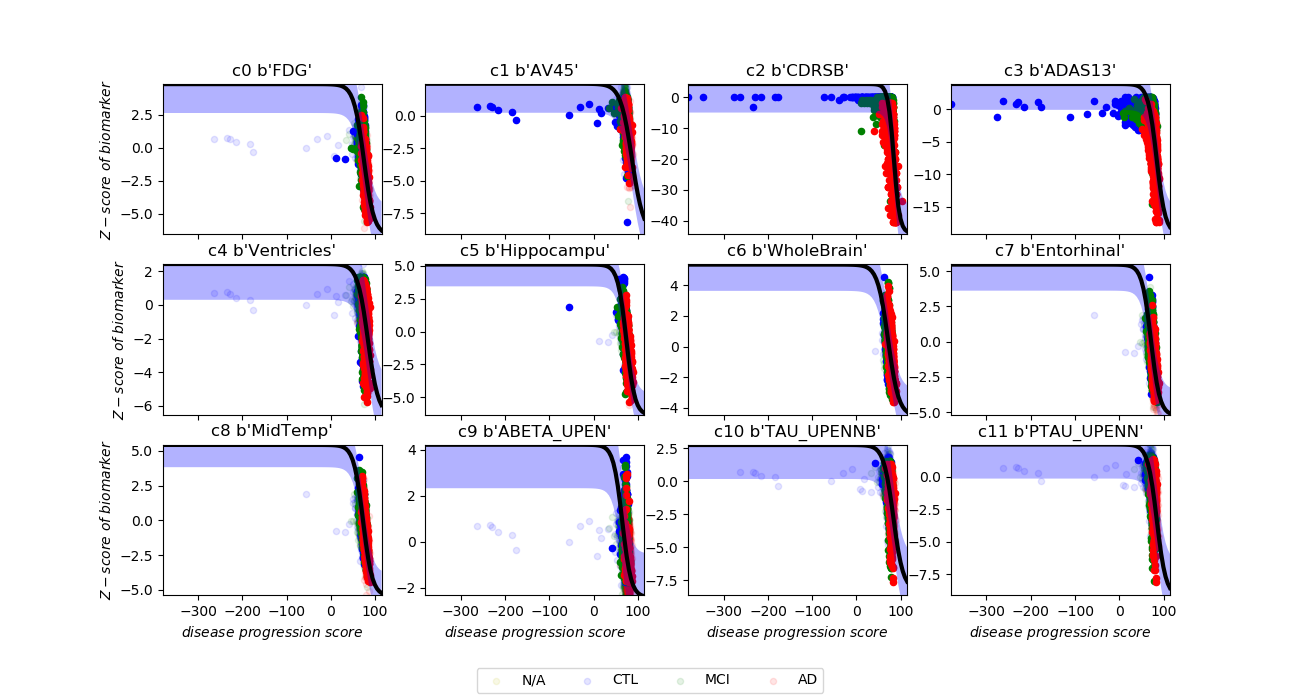 c0 b'FDG' c1 b'AV45' c2 b'CDRSB' c3 b'ADAS13'
Z − score of biomarker
2.5 0.0 −2.5 −5.0
0.0 −2.5 −5.0 −7.5
0 −10 −20 −30 −40
0 −5 −10 −15
c4 b'Ventricles' c5 b'Hippocampu' c6 b'WholeBrain' c7 b'Entorhinal'
Z − score of biomarker
2 0 −2 −4 −6
5.0 2.5 0.0 −2.5 −5.0
4 2 0 −2 −4
5.0 2.5 0.0 −2.5 −5.0
c8 b'MidTemp' c9 b'ABETA_UPEN' c10 b'TAU_UPENNB' c11 b'PTAU_UPENN'
Z − score of biomarker
5.0 2.5 0.0 −2.5 −5.0
4 2 0 −2
2.5 0.0 −2.5 −5.0 −7.5
0.0 −2.5 −5.0 −7.5
−300 −200 −100 0 100 −300 −200 −100 0 100 −300 −200 −100 0 100 −300 −200 −100 0 100
disease progression score disease progression score disease progression score disease progression score
N/A CTL MCI AD